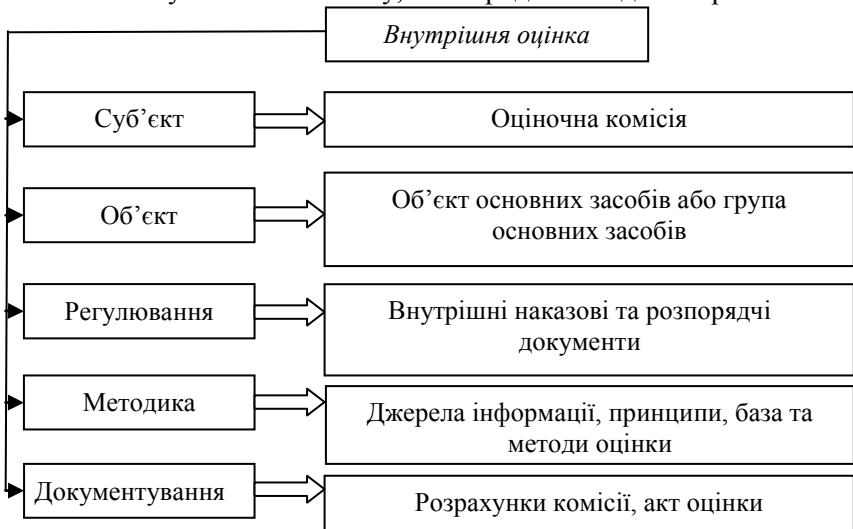 Внутрішня оцінка
Суб’єкт
Оціночна комісія
Об’єкт
Об’єкт основних засобів або група
основних засобів
Регулювання
Внутрішні наказові та розпорядчі
документи
Методика
Джерела інформації, принципи, база та
методи оцінки
Документування
Розрахунки комісії, акт оцінки